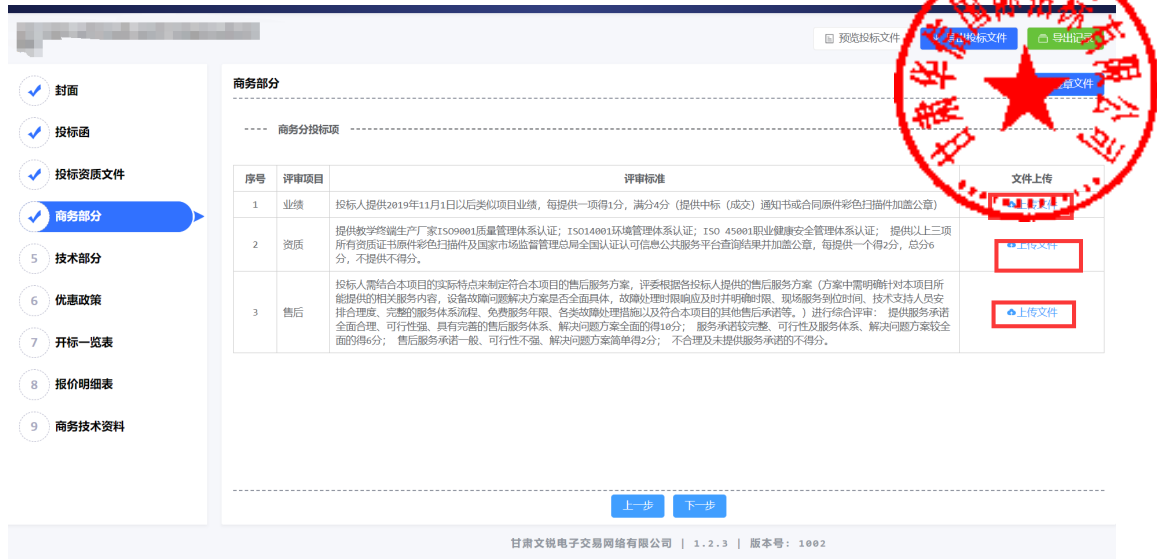 预览投标文件
导出投标文件
导出记录
封面
投标函
投标资质文件
商务部分
5 技术部分
6 优惠政策
7 开标一览表
8 报价明细表
9 商务技术资料
商务部分
章文件
商务分投标项
序号 评审项目 评审标准 文件上传
1 业绩 投标人提供2019年11月1日以后类似项目业绩,每提供一项得1分,满分4分(提供中标(成交)通知书或合同原件彩色扫描件加盖公章) 上传文件
2 资质 提供教学终端生产厂家ISO9001质量管理体系认证;ISO14001环境管理体系认证;ISO 45001职业健康安全管理体系认证; 提供以上三项
所有资质证书原件彩色扫描件及国家市场监督管理总局全国认证认可信息公共服务平台查询结果并加盖公章,每提供一个得2分,总分6
分,不提供不得分。
上传文件
3 售后 投标人需结合本项目的实际特点来制定符合本项目的售后服务方案,评委根据各投标人提供的售后服务方案(方案中需明确针对本项目所
能提供的相关服务内容,设备故障问题解决方案是否全面具体,故障处理时限响应及时并明确时限、现场服务到位时间、技术支持人员安
排合理度、完整的服务体系流程、免费服务年限、各类故障处理措施以及符合本项目的其他售后承诺等。)进行综合评审: 提供服务承诺
全面合理、可行性强、具有完善的售后服务体系、解决问题方案全面的得10分; 服务承诺较完整、可行性及服务体系、解决问题方案较全
面的得6分; 售后服务承诺一般、可行性不强、解决问题方案简单得2分; 不合理及未提供服务承诺的不得分。
上传文件
上一步 下一步
甘肃文锐电子交易网络有限公司 | 1.2.3 | 版本号: 1002
甘肃华信国际招标有限公司